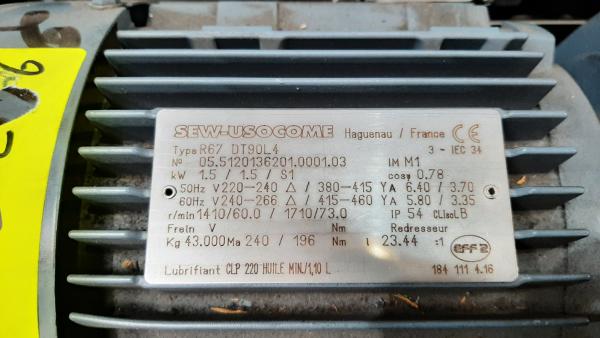 SEW-USOCOME Haguenau / France CE
Type R67 DT90L4 3 - IEC 34
Nº 05.5120136201.0001.03 IM M1
kW 1.5 / 1.5 / S1 cosφ 0.78
50Hz V 220-240 Δ / 380-415 Y A 6.40 / 3.70
60Hz V 240-266 Δ / 415-460 Y A 5.80 / 3.35
r/min 1410/60.0 / 1710/73.0 IP 54 CL.isol. B
Frein V Nm Redresseur
Kg 43.000 Ma 240 / 196 Nm i 23.44 :1 eff2
Lubrifiant CLP 220 HUILE MIN./1,10 L 184 111 4.16